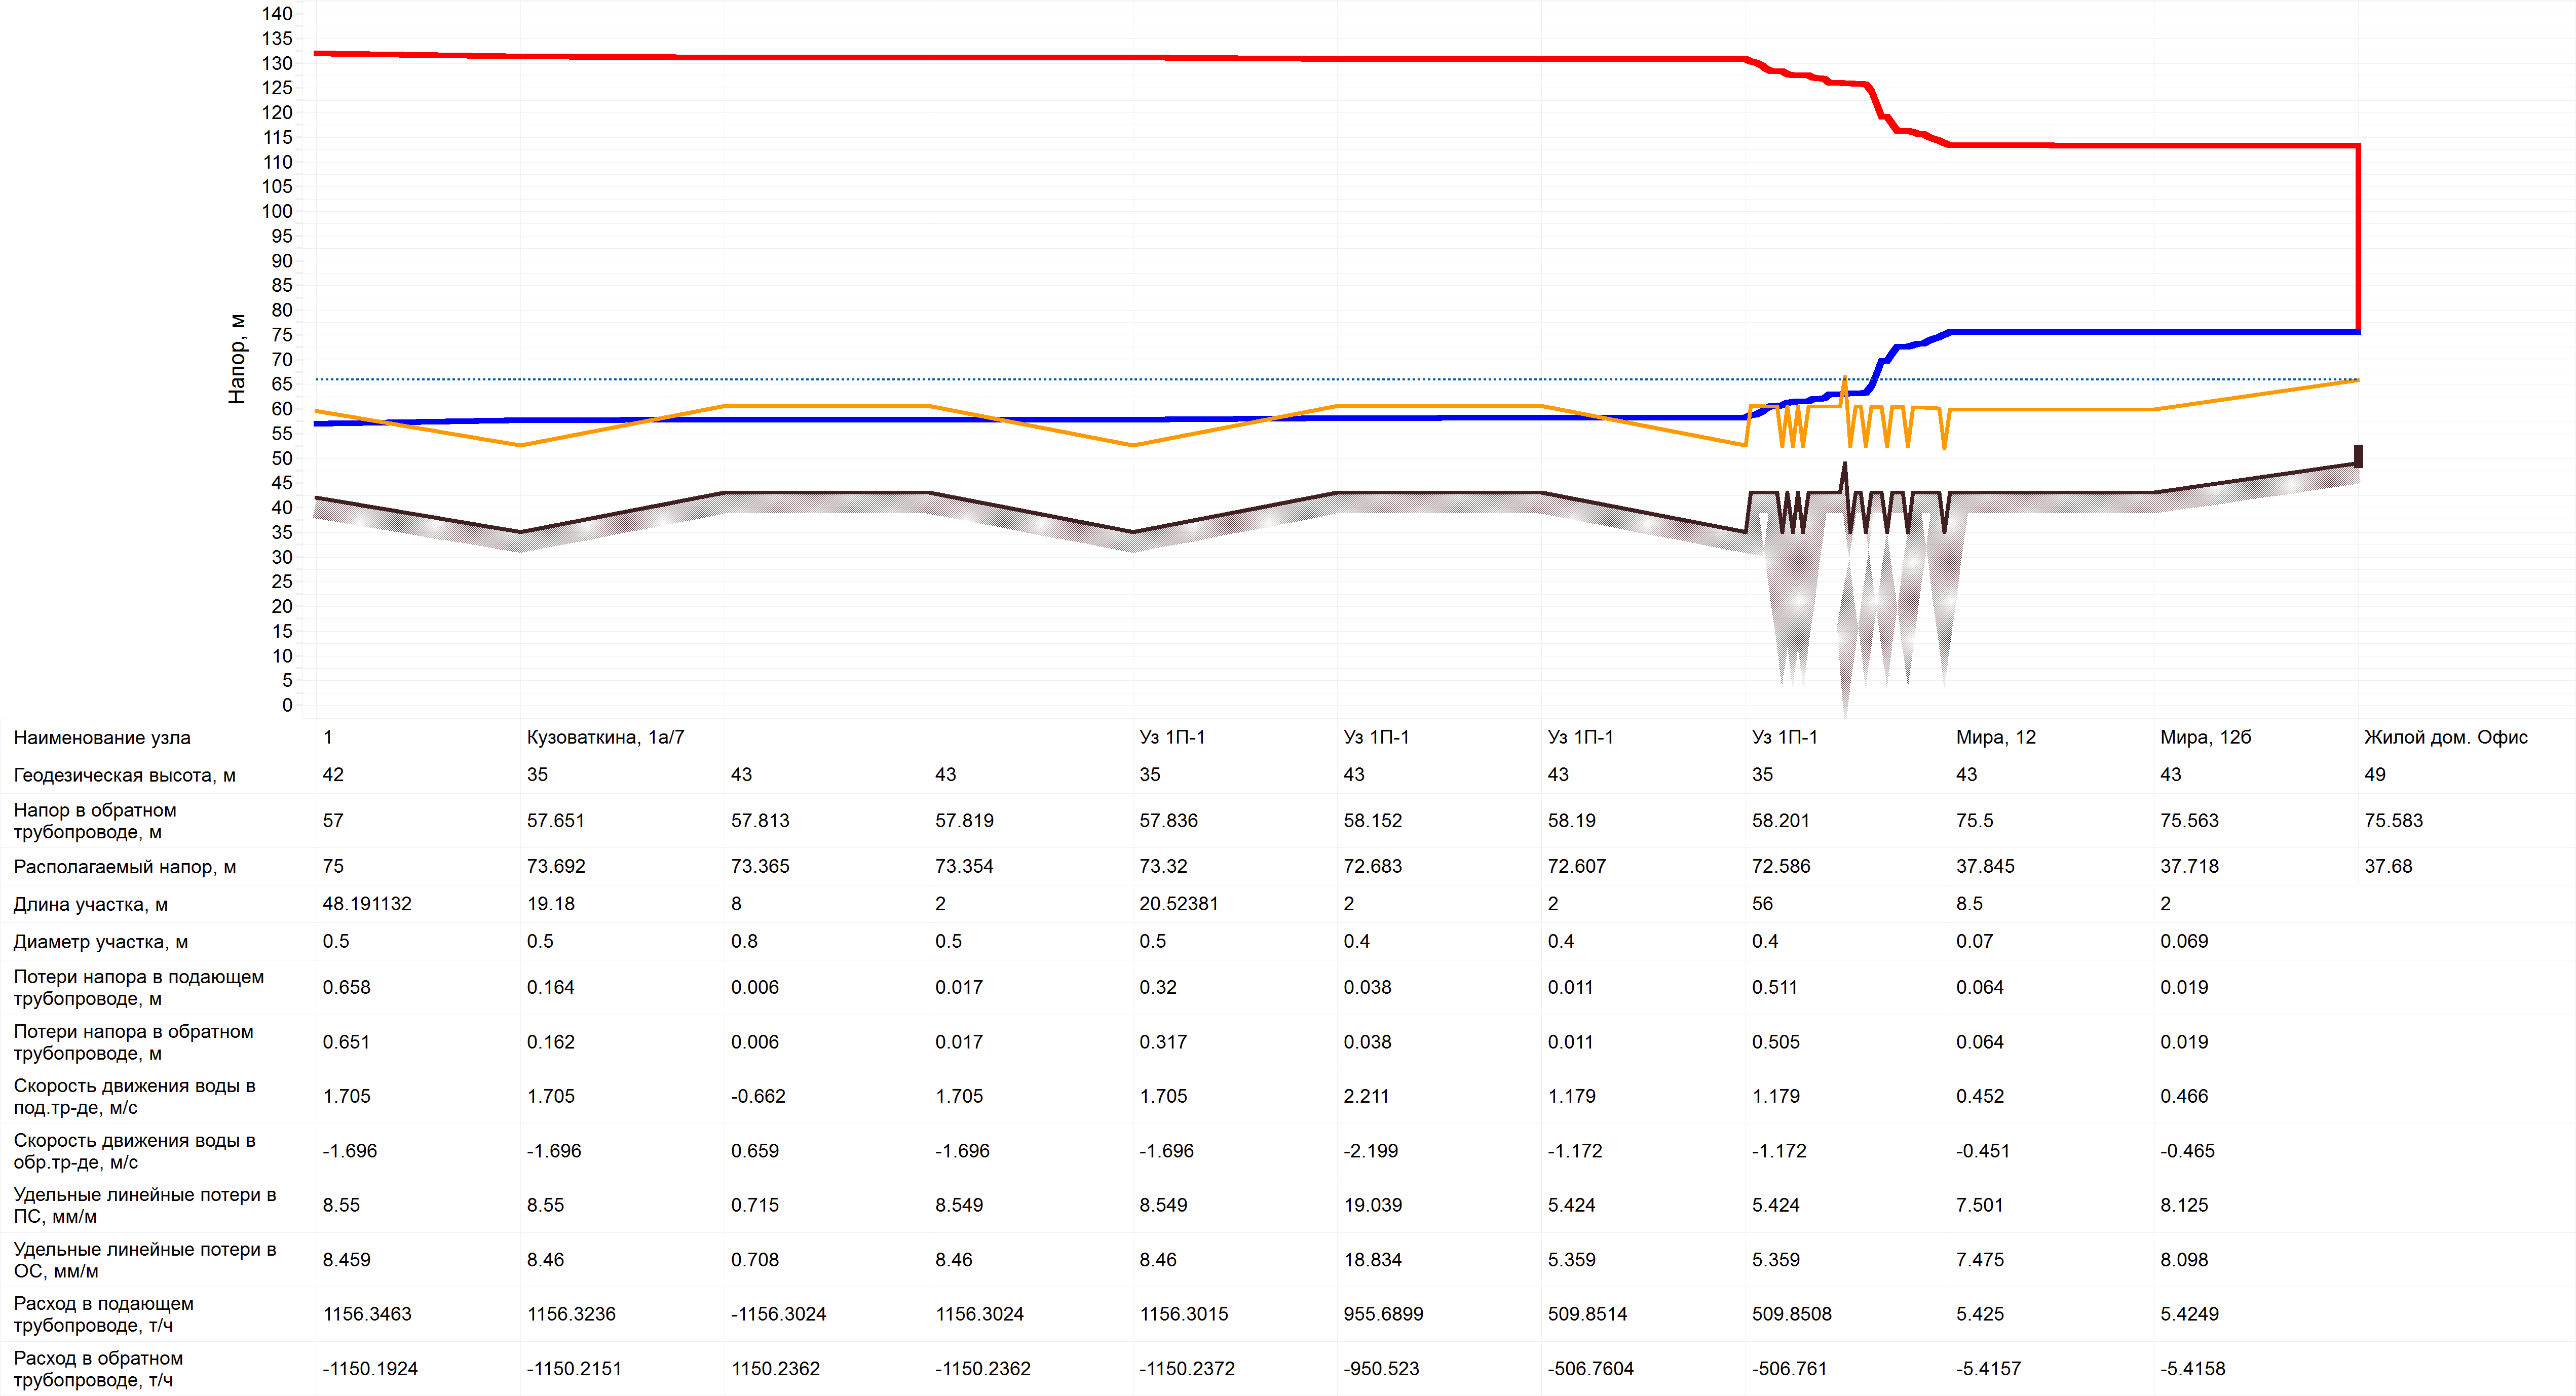 140
135
130
125
120
115
110
105
100
95
90
85
80
75
70
65
60
55
50
45
40
35
30
25
20
15
10
5
0
Напор, м
Наименование узла 1 Кузоваткина, 1а/7 Уз 1П-1 Уз 1П-1 Уз 1П-1 Уз 1П-1 Мира, 12 Мира, 12б Жилой дом. Офис
Геодезическая высота, м 42 35 43 43 35 43 43 35 43 43 49
Напор в обратном
трубопроводе, м 57 57.651 57.813 57.819 57.836 58.152 58.19 58.201 75.5 75.563 75.583
Располагаемый напор, м 75 73.692 73.365 73.354 73.32 72.683 72.607 72.586 37.845 37.718 37.68
Длина участка, м 48.191132 19.18 8 2 20.52381 2 2 56 8.5 2
Диаметр участка, м 0.5 0.5 0.8 0.5 0.5 0.4 0.4 0.4 0.07 0.069
Потери напора в подающем
трубопроводе, м 0.658 0.164 0.006 0.017 0.32 0.038 0.011 0.511 0.064 0.019
Потери напора в обратном
трубопроводе, м 0.651 0.162 0.006 0.017 0.317 0.038 0.011 0.505 0.064 0.019
Скорость движения воды в
под.тр-де, м/с 1.705 1.705 -0.662 1.705 1.705 2.211 1.179 1.179 0.452 0.466
Скорость движения воды в
обр.тр-де, м/с -1.696 -1.696 0.659 -1.696 -1.696 -2.199 -1.172 -1.172 -0.451 -0.465
Удельные линейные потери в
ПС, мм/м 8.55 8.55 0.715 8.549 8.549 19.039 5.424 5.424 7.501 8.125
Удельные линейные потери в
ОС, мм/м 8.459 8.46 0.708 8.46 8.46 18.834 5.359 5.359 7.475 8.098
Расход в подающем
трубопроводе, т/ч 1156.3463 1156.3236 -1156.3024 1156.3024 1156.3015 955.6899 509.8514 509.8508 5.425 5.4249
Расход в обратном
трубопроводе, т/ч -1150.1924 -1150.2151 1150.2362 -1150.2362 -1150.2372 -950.523 -506.7604 -506.761 -5.4157 -5.4158